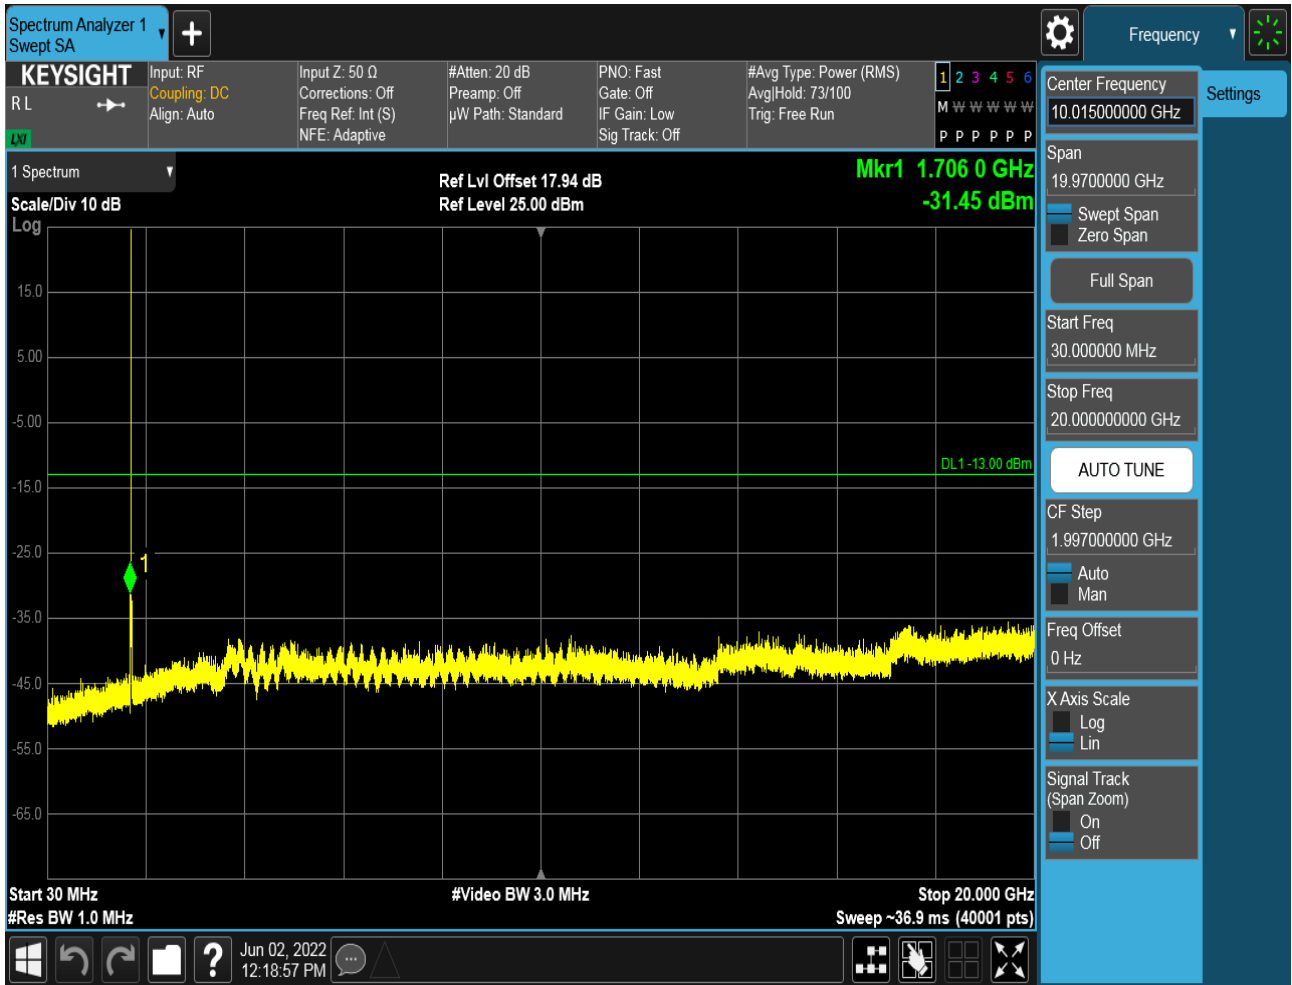 Spectrum Analyzer 1
Swept SA
Frequency
KEYSIGHT
R L
LXI
Input: RF
Coupling: DC
Align: Auto
Input Z: 50 Ω
Corrections: Off
Freq Ref: Int (S)
NFE: Adaptive
#Atten: 20 dB
Preamp: Off
µW Path: Standard
PNO: Fast
Gate: Off
IF Gain: Low
Sig Track: Off
#Avg Type: Power (RMS)
Avg|Hold: 73/100
Trig: Free Run
1 2 3 4 5 6
M W W W W W
P P P P P P
1 Spectrum
Scale/Div 10 dB
Log
Ref Lvl Offset 17.94 dB
Ref Level 25.00 dBm
Mkr1 1.706 0 GHz
-31.45 dBm
15.0
5.00
-5.00
DL1 -13.00 dBm
-15.0
-25.0
1
-35.0
-45.0
-55.0
-65.0
Start 30 MHz
#Res BW 1.0 MHz
#Video BW 3.0 MHz
Stop 20.000 GHz
Sweep ~36.9 ms (40001 pts)
Jun 02, 2022
12:18:57 PM
Center Frequency
10.015000000 GHz
Settings
Span
19.9700000 GHz
Swept Span
Zero Span
Full Span
Start Freq
30.000000 MHz
Stop Freq
20.000000000 GHz
AUTO TUNE
CF Step
1.997000000 GHz
Auto
Man
Freq Offset
0 Hz
X Axis Scale
Log
Lin
Signal Track
(Span Zoom)
On
Off